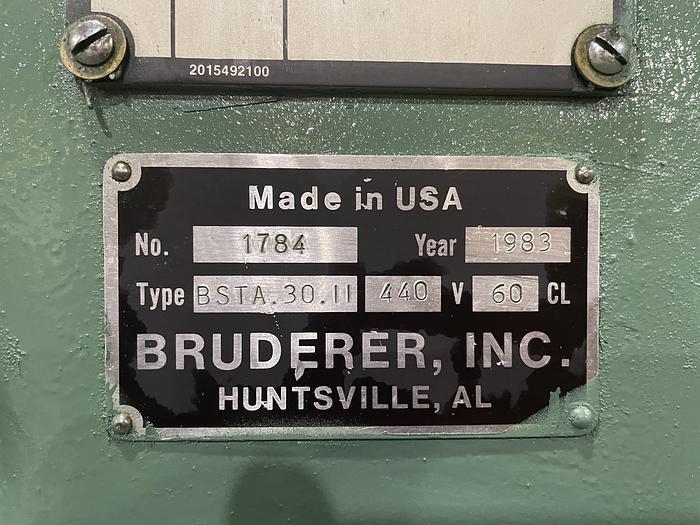 2015492100
Made in USA
No. 1784 Year 1983
Type BSTA.30.11 440 V 60 CL
BRUDERER, INC.
HUNTSVILLE, AL